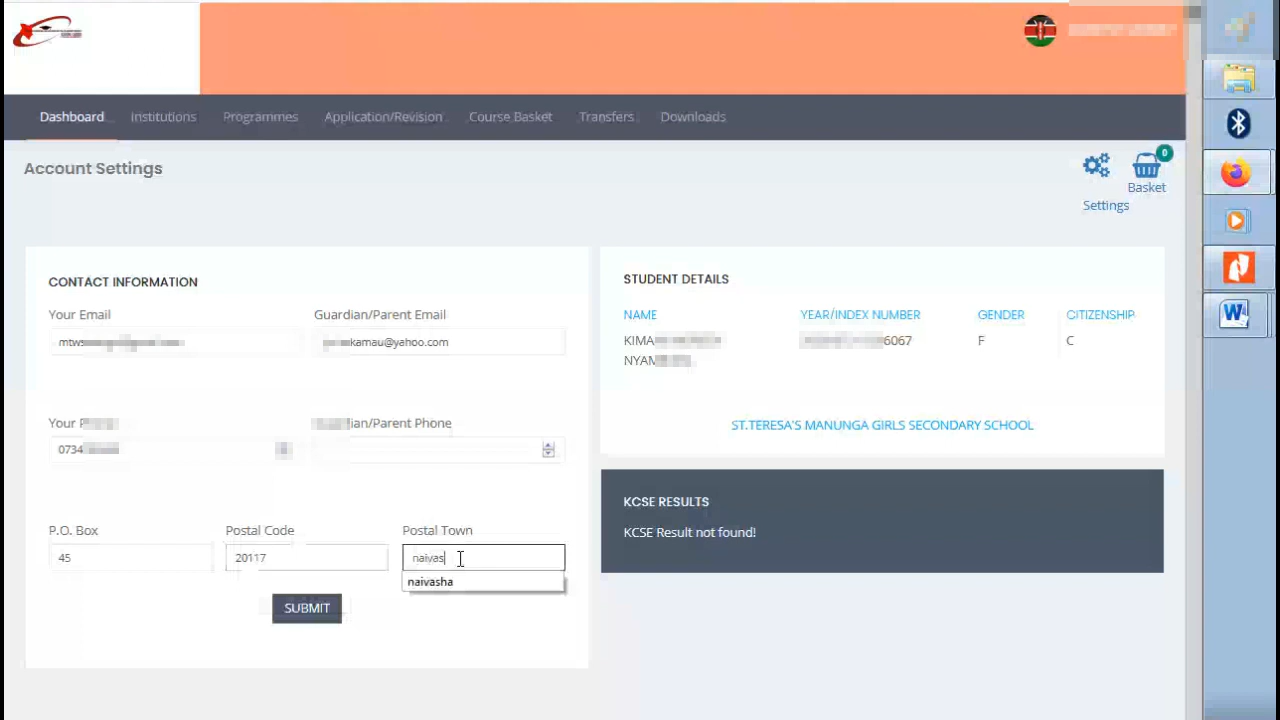 Dashboard Institutions Programmes Application/Revision Course Basket Transfers Downloads
Account Settings
0
Basket
Settings
CONTACT INFORMATION
Your Email Guardian/Parent Email
kamau@yahoo.com
Your
ian/Parent Phone
0734
P.O. Box Postal Code Postal Town
45 20117 naivas
naivasha
SUBMIT
STUDENT DETAILS
NAME YEAR/INDEX NUMBER GENDER CITIZENSHIP
KIMA 6067 F C
NYAM
ST.TERESA'S MANUNGA GIRLS SECONDARY SCHOOL
KCSE RESULTS
KCSE Result not found!